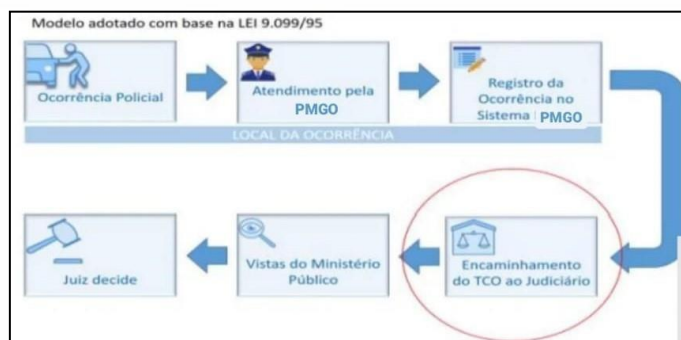 Modelo adotado com base na LEI 9.099/95
Ocorrência Policial
Atendimento pela
PMGO
Registro da
Ocorrência no
Sistema PMGO
LOCAL DA OCORRÊNCIA
Juiz decide
Vistas do Ministério
Público
Encaminhamento
do TCO ao Judiciário